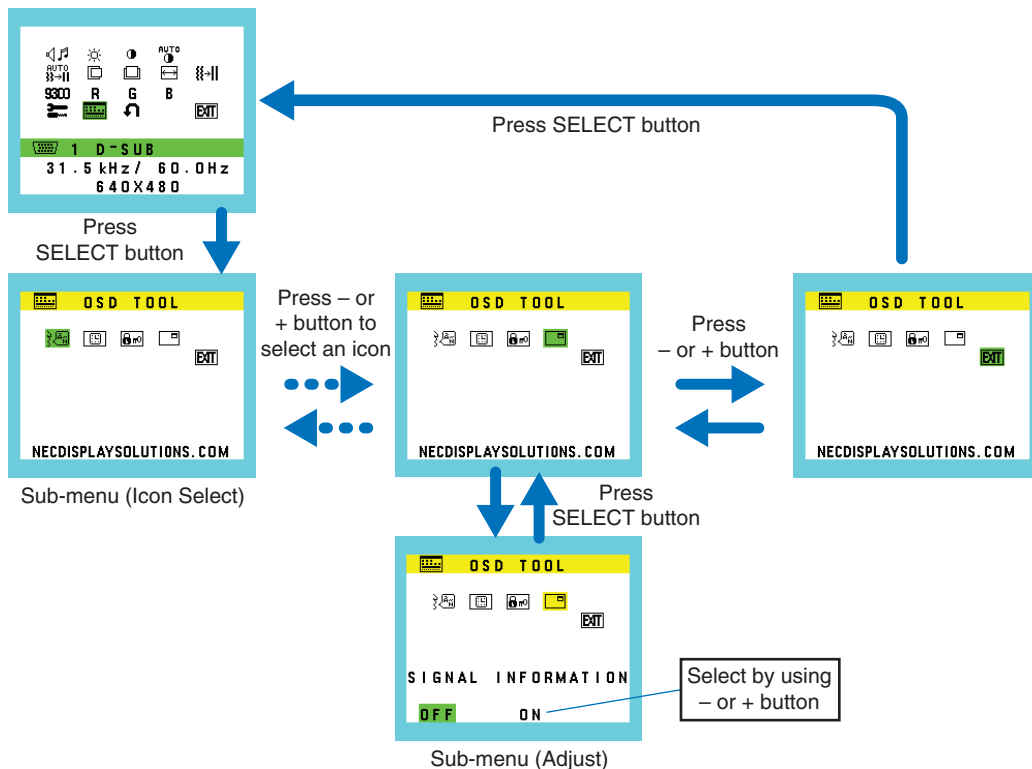 AUTO
AUTO
9300 R G B
EXIT
1 D-SUB
31.5kHz/ 60.0Hz
640X480
Press SELECT button
Press
SELECT button
OSD TOOL
EXIT
NECDISPLAYSOLUTIONS.COM
Sub-menu (Icon Select)
Press – or
+ button to
select an icon
OSD TOOL
EXIT
NECDISPLAYSOLUTIONS.COM
Press
– or + button
OSD TOOL
EXIT
NECDISPLAYSOLUTIONS.COM
Press
SELECT button
OSD TOOL
EXIT
SIGNAL INFORMATION
OFF ON
Select by using
– or + button
Sub-menu (Adjust)